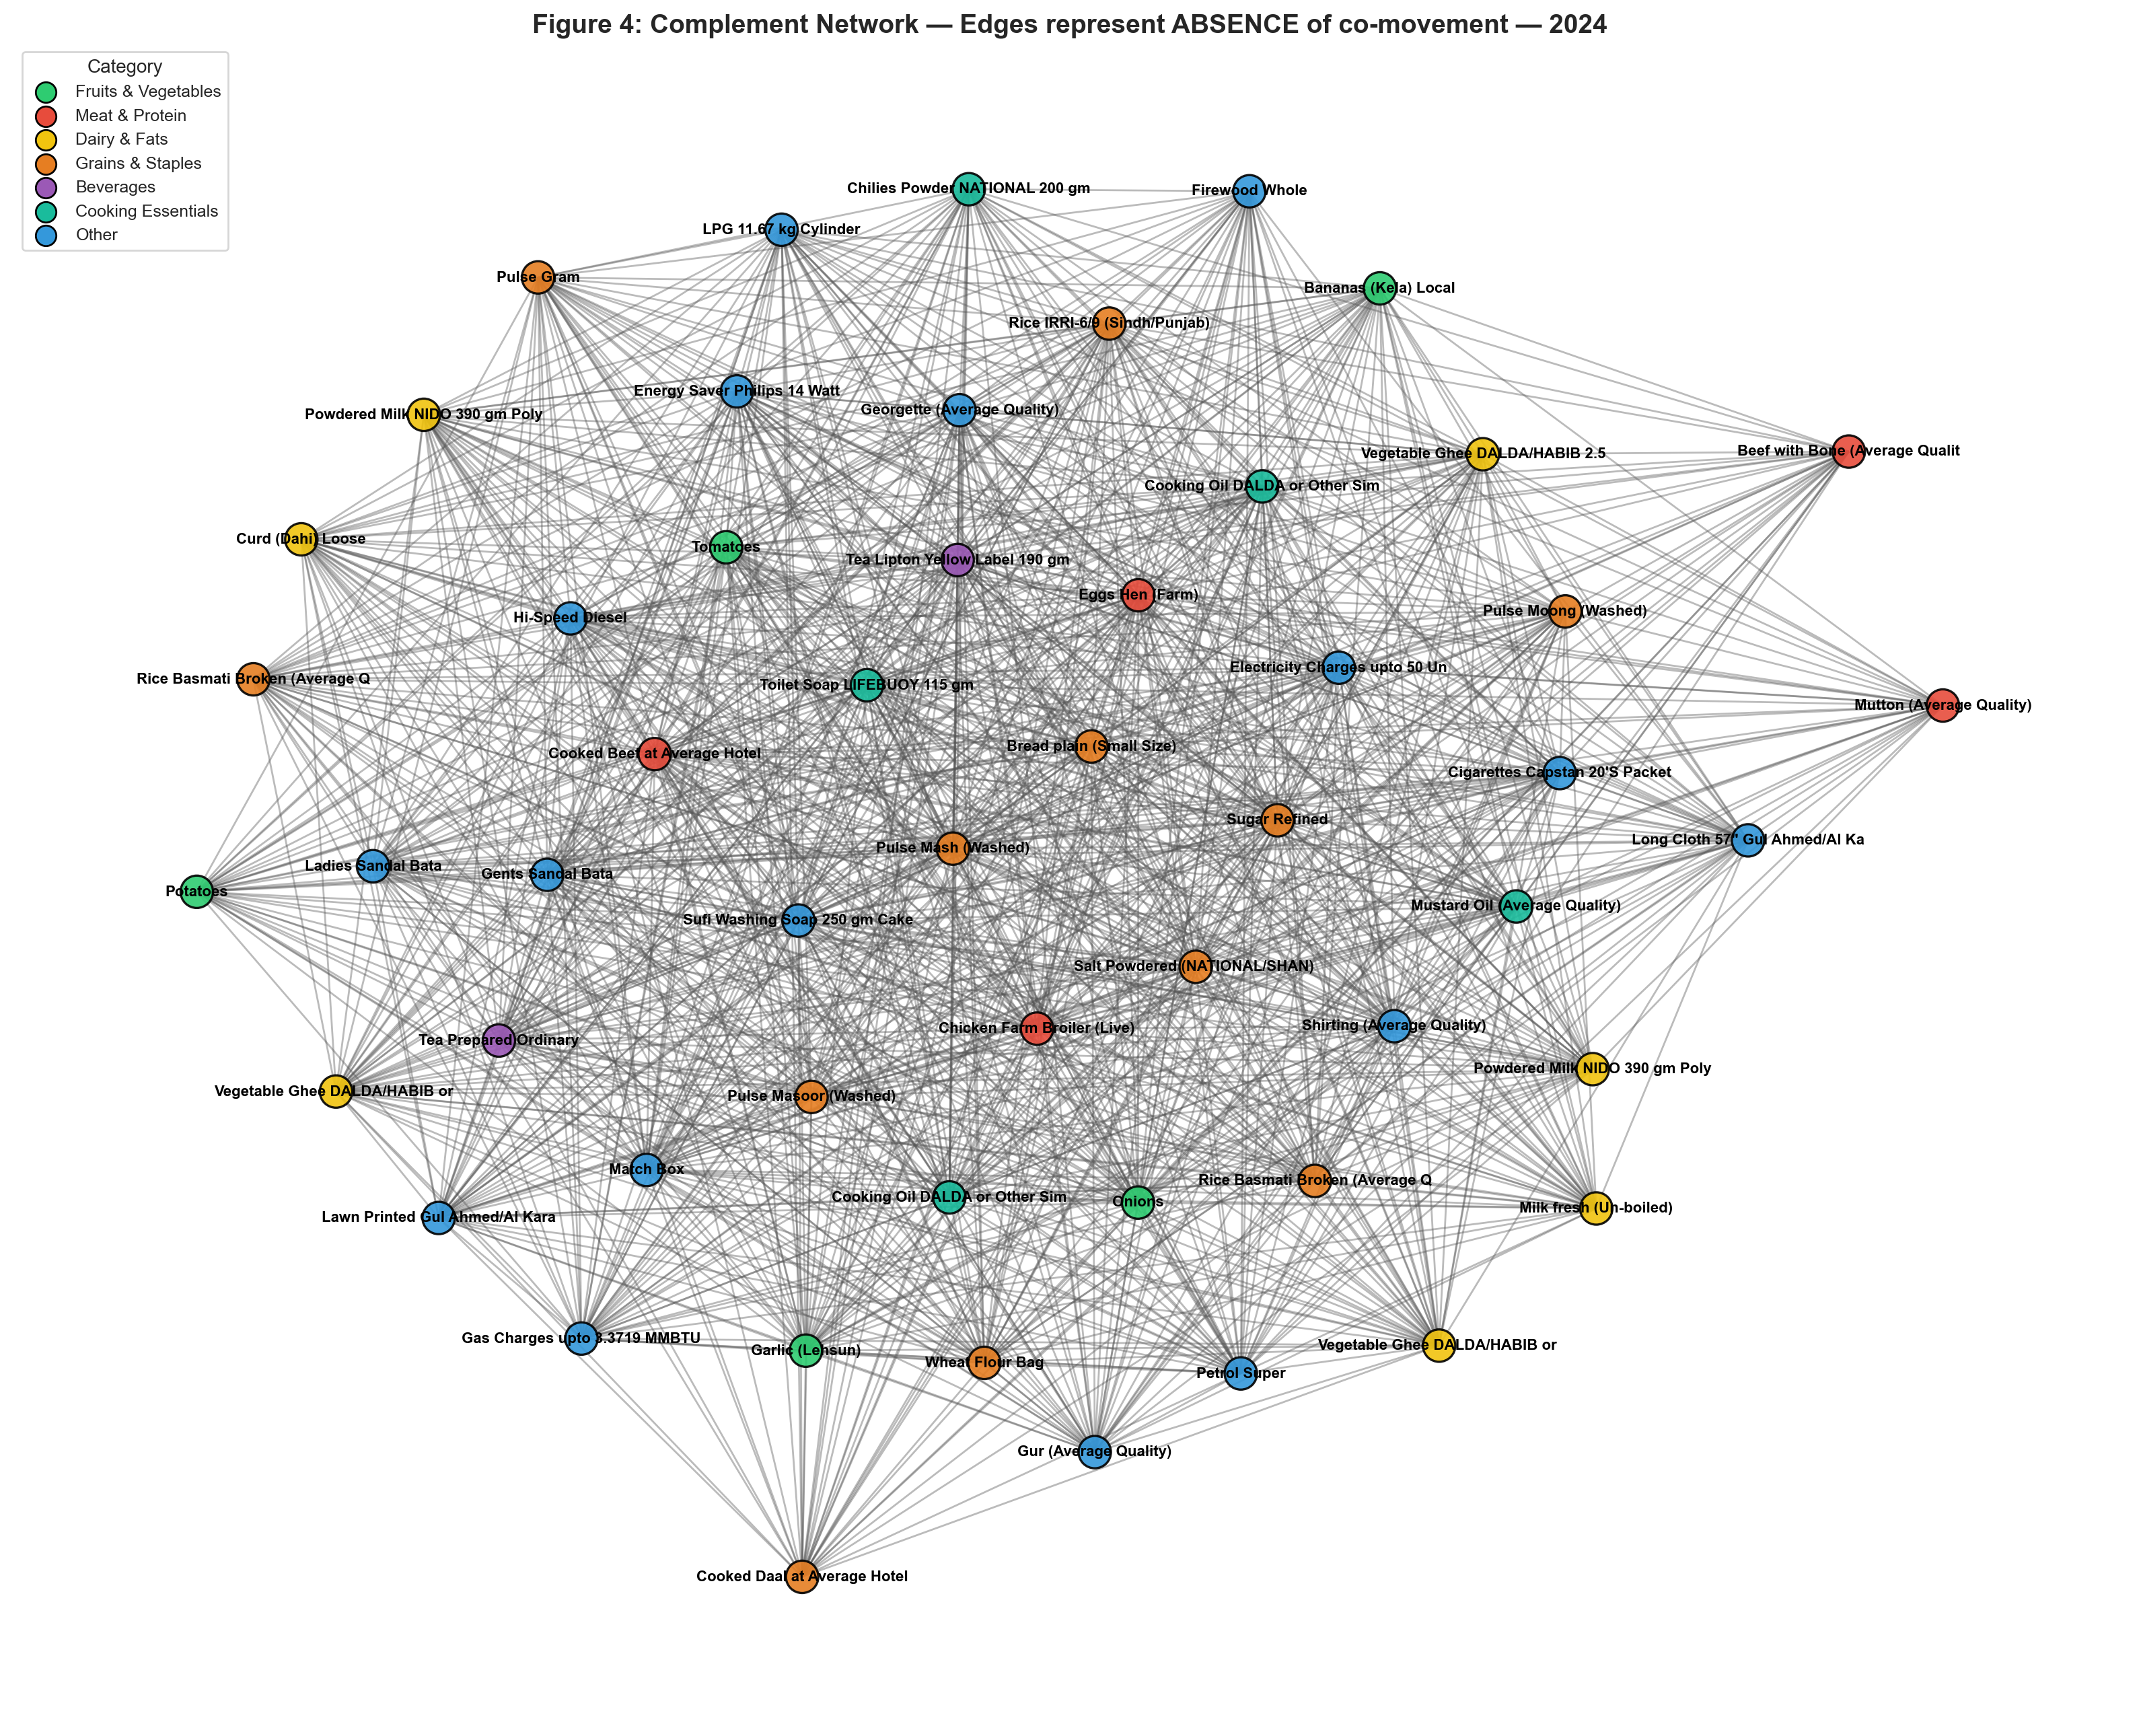 Figure 4: Complement Network — Edges represent ABSENCE of co-movement — 2024
Category
Fruits & Vegetables
Meat & Protein
Dairy & Fats
Grains & Staples
Beverages
Cooking Essentials
Other
Chilies Powder NATIONAL 200 gm
Firewood Whole
LPG 11.67 kg Cylinder
Pulse Gram
Bananas (Kela) Local
Rice IRRI-6/9 (Sindh/Punjab)
Energy Saver Philips 14 Watt
Georgette (Average Quality)
Powdered Milk NIDO 390 gm Poly
Vegetable Ghee DALDA/HABIB 2.5
Beef with Bone (Average Qualit
Cooking Oil DALDA or Other Sim
Curd (Dahi) Loose
Tomatoes
Tea Lipton Yellow Label 190 gm
Eggs Hen (Farm)
Pulse Moong (Washed)
Hi-Speed Diesel
Electricity Charges upto 50 Un
Rice Basmati Broken (Average Q
Toilet Soap LIFEBUOY 115 gm
Mutton (Average Quality)
Bread plain (Small Size)
Cooked Beef at Average Hotel
Cigarettes Capstan 20'S Packet
Sugar Refined
Long Cloth 57" Gul Ahmed/Al Ka
Pulse Mash (Washed)
Ladies Sandal Bata
Gents Sandal Bata
Potatoes
Mustard Oil (Average Quality)
Sufi Washing Soap 250 gm Cake
Salt Powdered (NATIONAL/SHAN)
Chicken Farm Broiler (Live)
Shirting (Average Quality)
Tea Prepared Ordinary
Powdered Milk NIDO 390 gm Poly
Vegetable Ghee DALDA/HABIB or
Pulse Masoor (Washed)
Match Box
Rice Basmati Broken (Average Q
Cooking Oil DALDA or Other Sim
Onions
Milk fresh (Un-boiled)
Lawn Printed Gul Ahmed/Al Kara
Gas Charges upto 3.3719 MMBTU
Garlic (Lehsun)
Vegetable Ghee DALDA/HABIB or
Wheat Flour Bag
Petrol Super
Gur (Average Quality)
Cooked Daal at Average Hotel